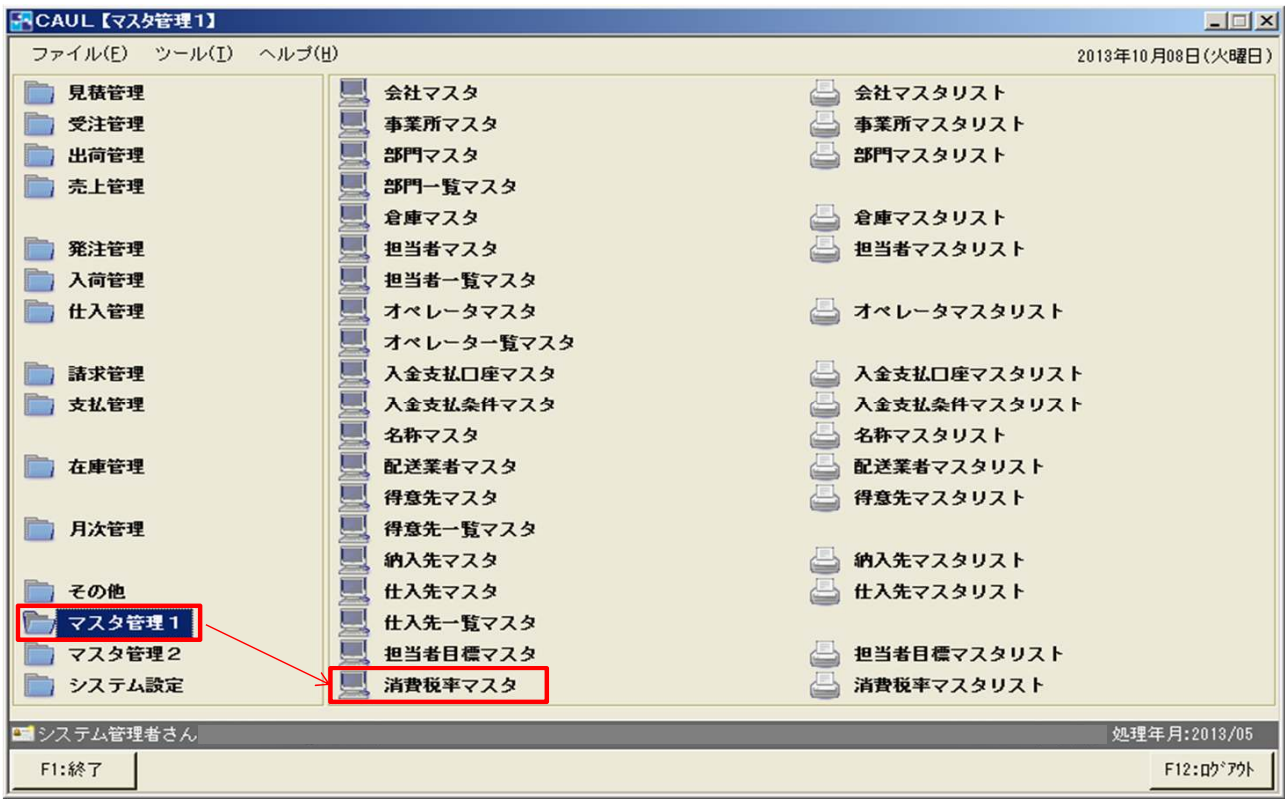 CAUL【マスタ管理1】
ファイル(F) ツール(T) ヘルプ(H) 2013年10月08日(火曜日)
見積管理 会社マスタ 会社マスタリスト
受注管理 事業所マスタ 事業所マスタリスト
出荷管理 部門マスタ 部門マスタリスト
売上管理 部門一覧マスタ
倉庫マスタ 倉庫マスタリスト
発注管理 担当者マスタ 担当者マスタリスト
入荷管理 担当者一覧マスタ
仕入管理 オペレータマスタ オペレータマスタリスト
オペレータ一覧マスタ
請求管理 入金支払口座マスタ 入金支払口座マスタリスト
支払管理 入金支払条件マスタ 入金支払条件マスタリスト
名称マスタ 名称マスタリスト
在庫管理 配送業者マスタ 配送業者マスタリスト
得意先マスタ 得意先マスタリスト
月次管理 得意先一覧マスタ
納入先マスタ 納入先マスタリスト
その他 仕入先マスタ 仕入先マスタリスト
マスタ管理1 仕入先一覧マスタ
マスタ管理2 担当者目標マスタ 担当者目標マスタリスト
システム設定 消費税率マスタ 消費税率マスタリスト
システム管理者さん 処理年月:2013/05
F1:終了 F12:ﾛｸﾞｱｳﾄ